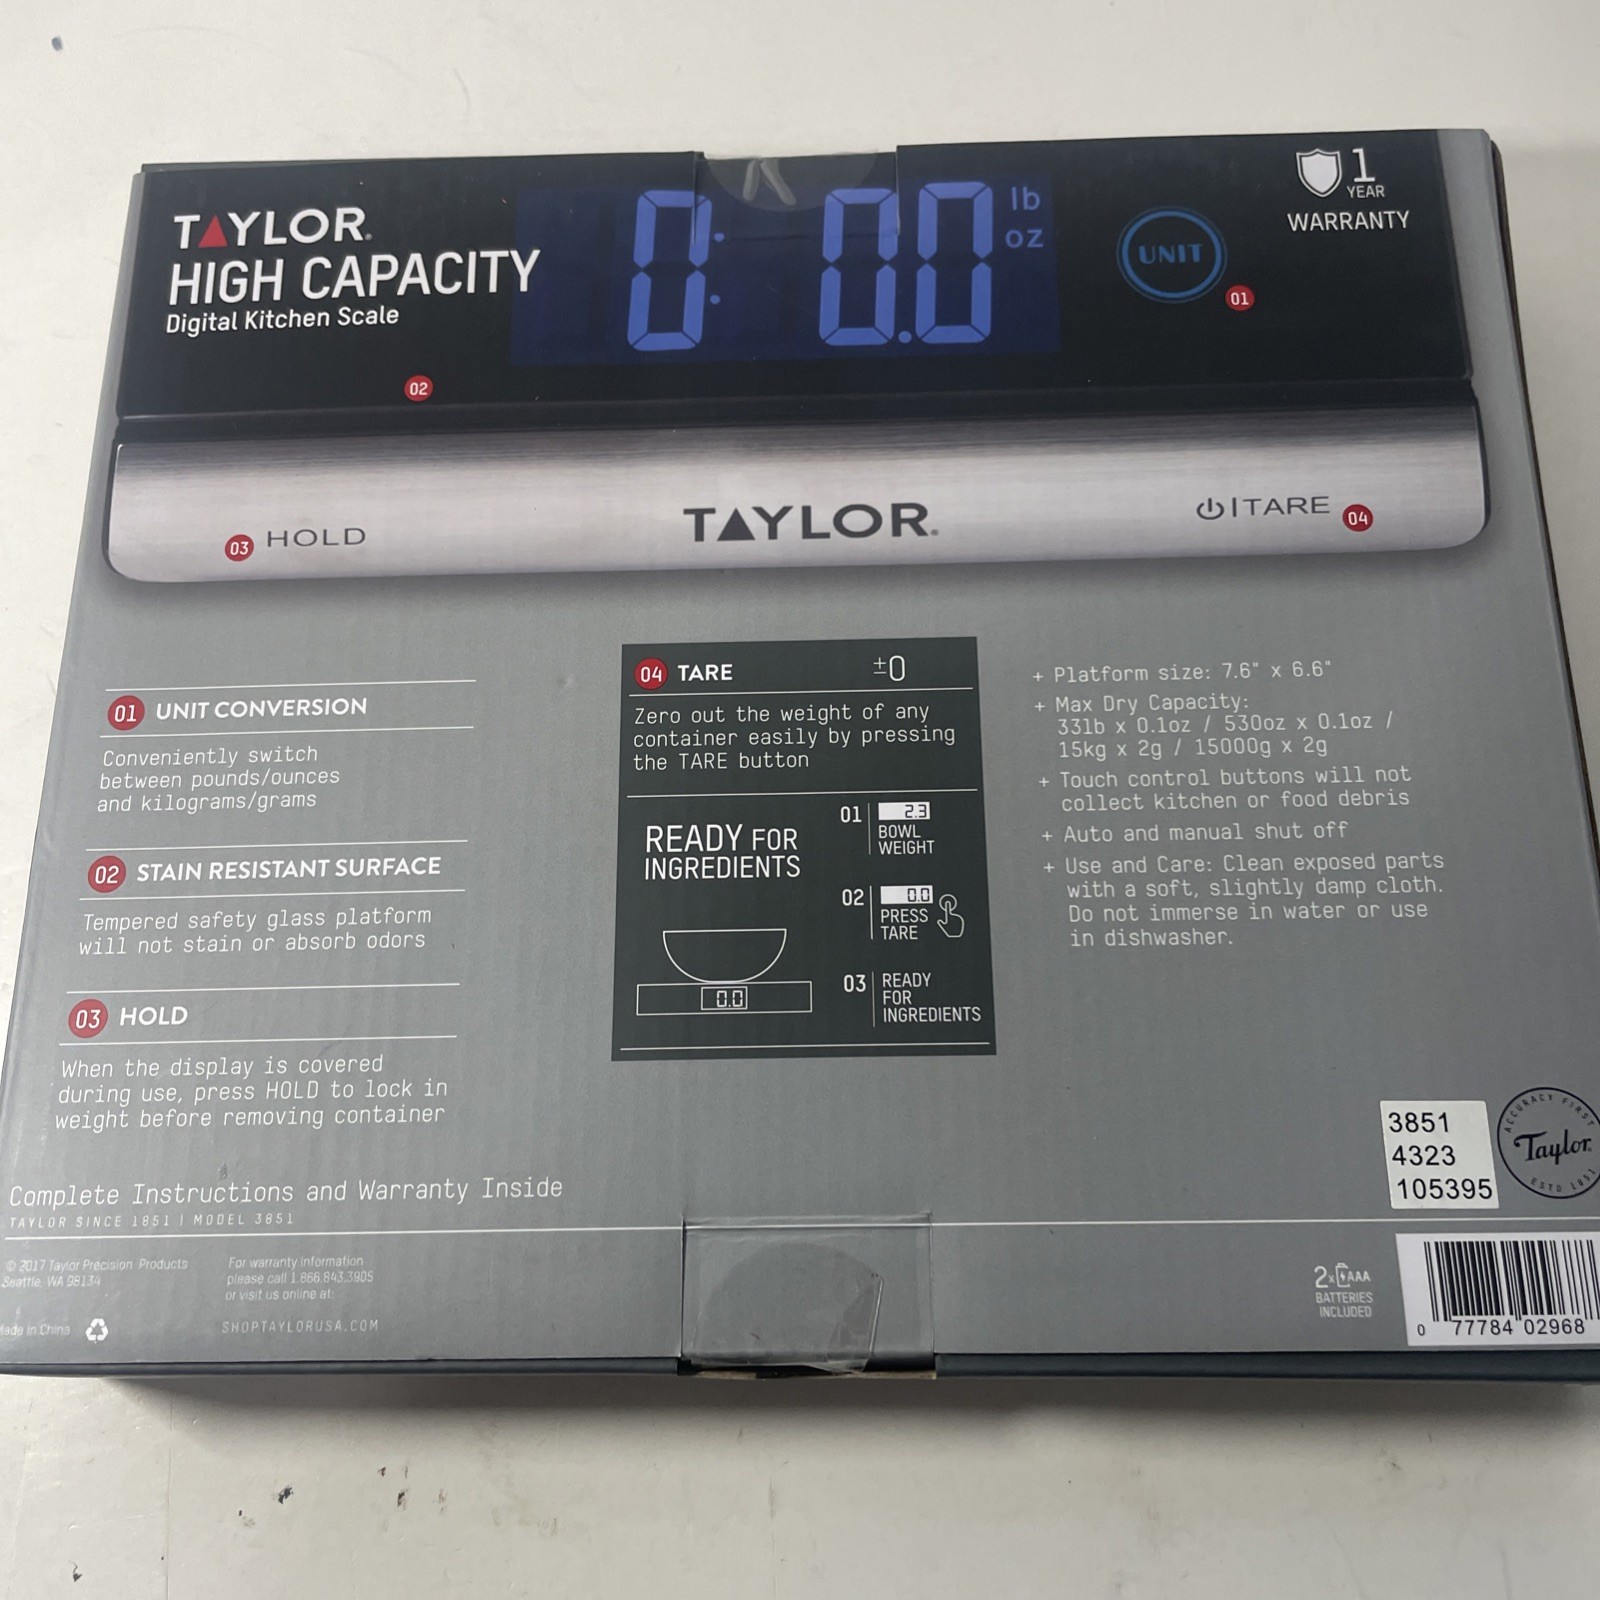 TAYLOR®
HIGH CAPACITY
Digital Kitchen Scale
0: 0.0 lb oz
UNIT
01
1
YEAR
WARRANTY
02
03 HOLD
TAYLOR®
TARE 04
01 UNIT CONVERSION
Conveniently switch
between pounds/ounces
and kilograms/grams
02 STAIN RESISTANT SURFACE
Tempered safety glass platform
will not stain or absorb odors
03 HOLD
When the display is covered
during use, press HOLD to lock in
weight before removing container
04 TARE ±0
Zero out the weight of any
container easily by pressing
the TARE button
READY FOR
INGREDIENTS
0.0
01 2.3
BOWL
WEIGHT
02 0.0
PRESS
TARE
03 READY
FOR
INGREDIENTS
+ Platform size: 7.6" x 6.6"
+ Max Dry Capacity:
33lb x 0.1oz / 530oz x 0.1oz /
15kg x 2g / 15000g x 2g
+ Touch control buttons will not
collect kitchen or food debris
+ Auto and manual shut off
+ Use and Care: Clean exposed parts
with a soft, slightly damp cloth.
Do not immerse in water or use
in dishwasher.
3851
4323
105395
ACCURACY FIRST
Taylor
ESTD 1851
Complete Instructions and Warranty Inside
TAYLOR SINCE 1851 | MODEL 3851
© 2017 Taylor Precision Products
Seattle, WA 98134
Made in China
For warranty information
please call 1.866.843.3905
or visit us online at:
SHOPTAYLORUSA.COM
2x AAA
BATTERIES
INCLUDED
0 77784 02968